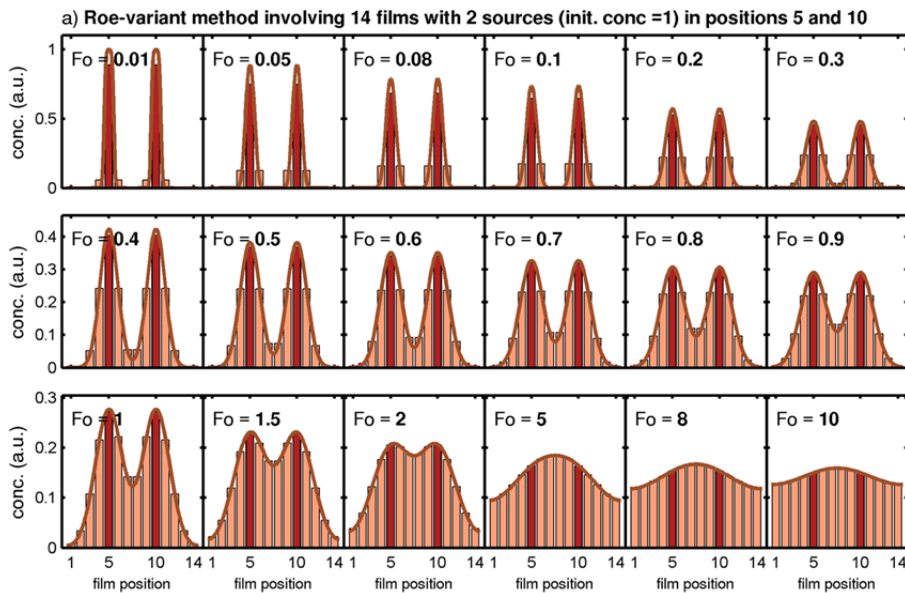 a) Roe-variant method involving 14 films with 2 sources (init. conc =1) in positions 5 and 10
1
0.5
0
conc. (a.u.)
Fo = 0.01
Fo = 0.05
Fo = 0.08
Fo = 0.1
Fo = 0.2
Fo = 0.3
0.4
0.3
0.2
0.1
0
conc. (a.u.)
Fo = 0.4
Fo = 0.5
Fo = 0.6
Fo = 0.7
Fo = 0.8
Fo = 0.9
0.3
0.2
0.1
0
conc. (a.u.)
Fo = 1
Fo = 1.5
Fo = 2
Fo = 5
Fo = 8
Fo = 10
1 5 10 14 1 5 10 14 1 5 10 14 1 5 10 14 1 5 10 14 1 5 10 14
film position film position film position film position film position film position